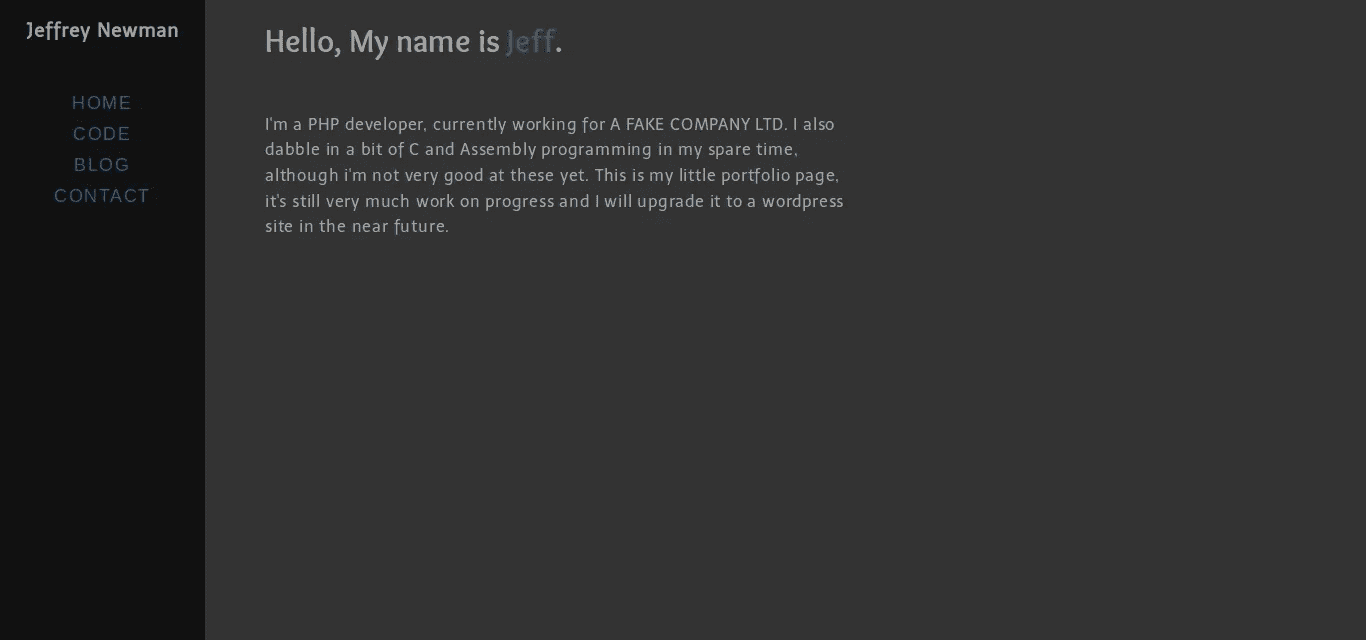 Jeffrey Newman
HOME
CODE
BLOG
CONTACT
Hello, My name is Jeff.
I'm a PHP developer, currently working for A FAKE COMPANY LTD. I also
dabble in a bit of C and Assembly programming in my spare time,
although i'm not very good at these yet. This is my little portfolio page,
it's still very much work on progress and I will upgrade it to a wordpress
site in the near future.